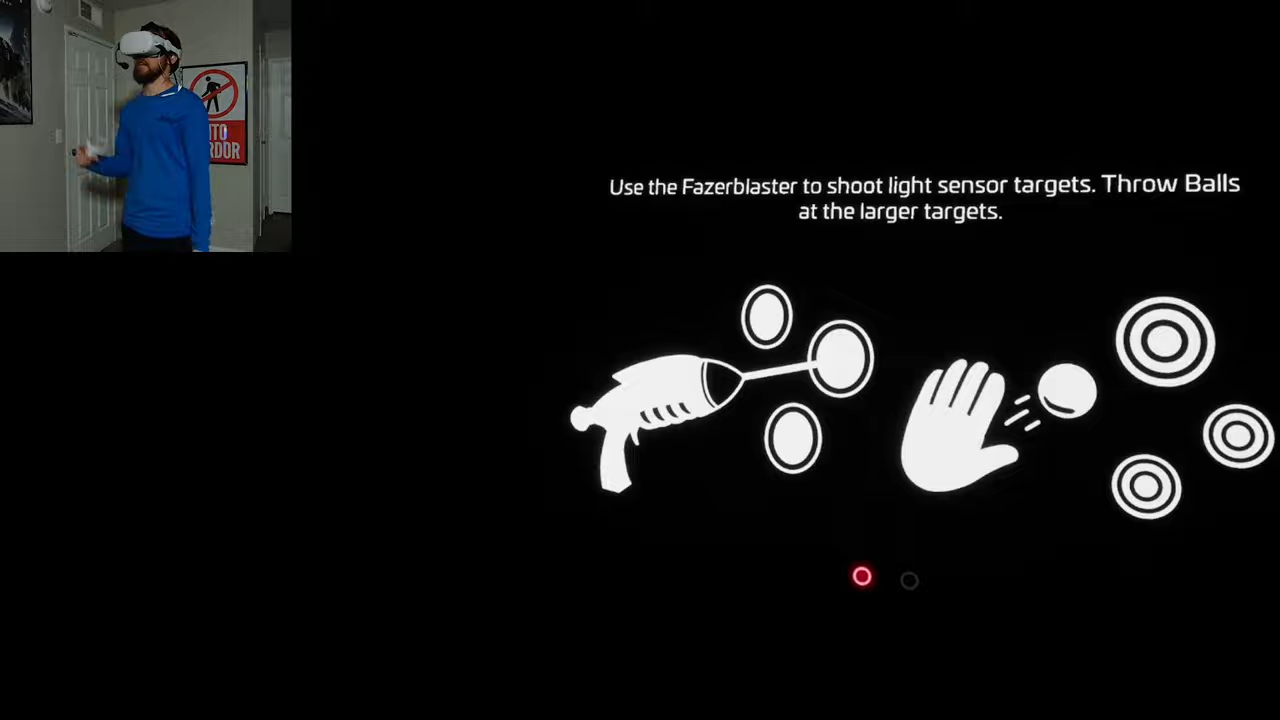 Use the Fazerblaster to shoot light sensor targets. Throw Balls
at the larger targets.